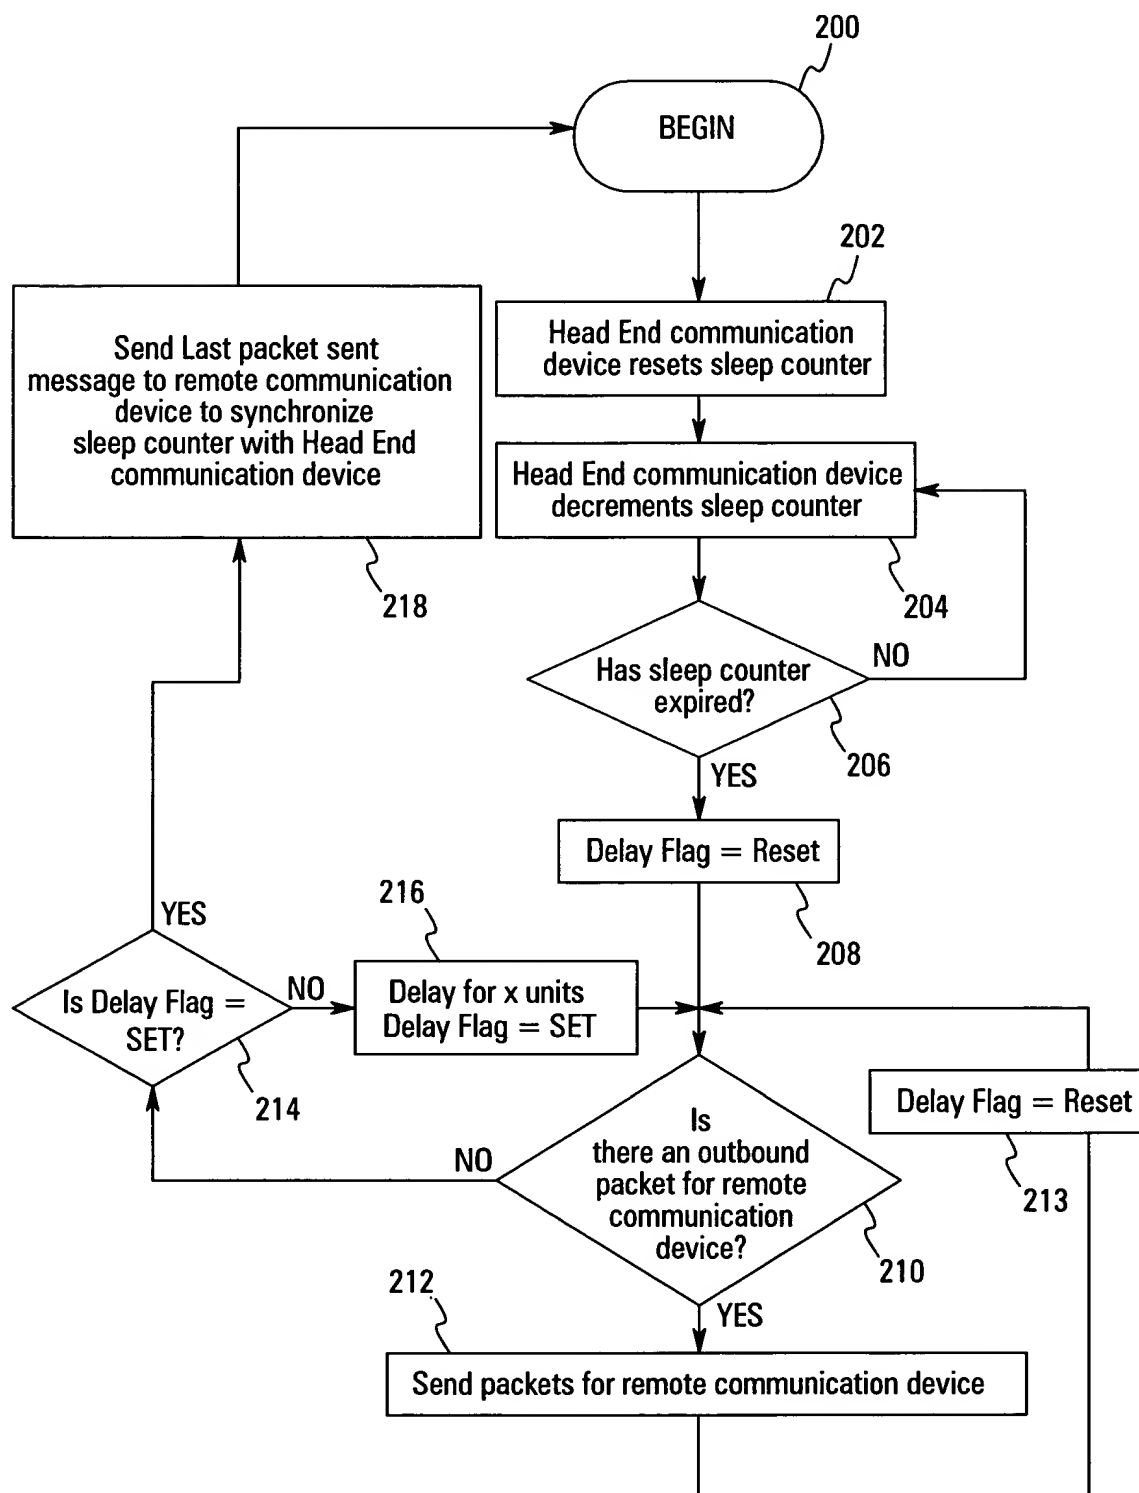 200
BEGIN
202
Head End communication
device resets sleep counter
Send Last packet sent
message to remote communication
device to synchronize
sleep counter with Head End
communication device
218
Head End communication device
decrements sleep counter
204
Has sleep counter
expired?
NO
206
YES
Delay Flag = Reset
208
216
Delay for x units
Delay Flag = SET
YES
Is Delay Flag =
SET?
NO
214
Delay Flag = Reset
213
Is
there an outbound
packet for remote
communication
device?
NO
210
YES
212
Send packets for remote communication device